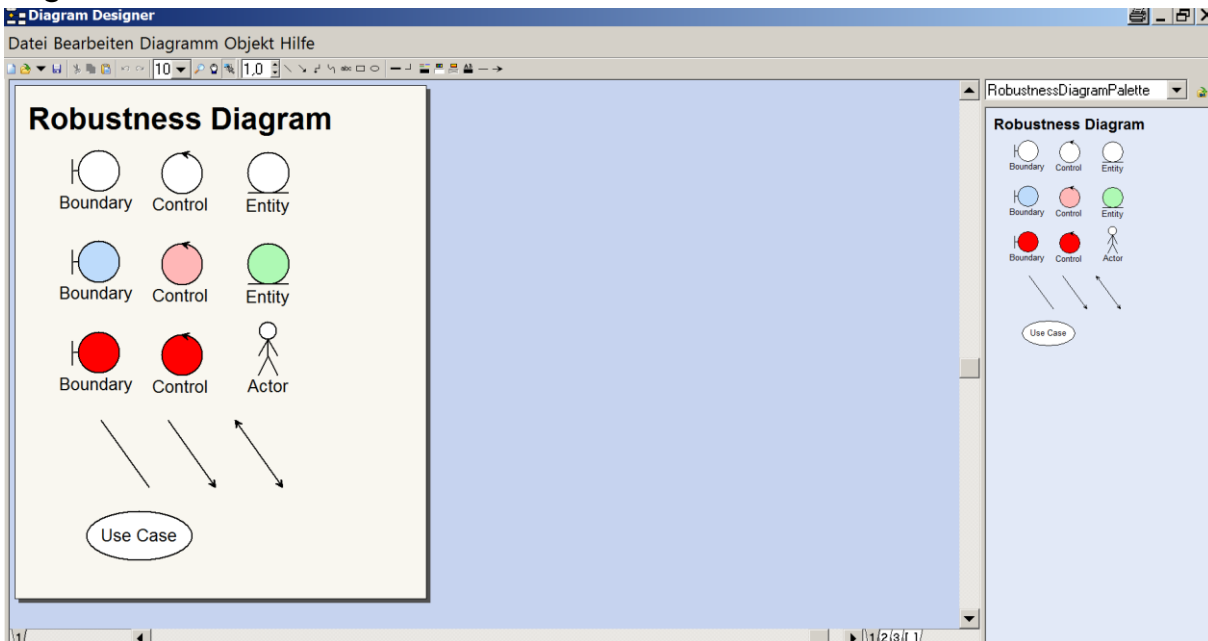 Diagram Designer
Datei Bearbeiten Diagramm Objekt Hilfe
10 1,0 abc
RobustnessDiagramPalette
Robustness Diagram
Boundary Control Entity
Boundary Control Entity
Boundary Control Actor
Use Case
Robustness Diagram
Boundary Control Entity
Boundary Control Entity
Boundary Control Actor
Use Case
\1/
\1/2/3/[ ]/